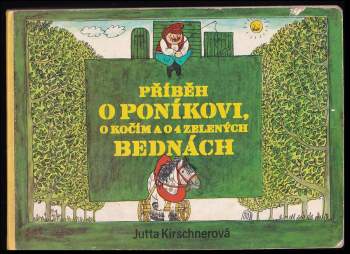 PŘÍBĚH
O PONÍKOVI,
O KOČÍM A O 4 ZELENÝCH
BEDNÁCH
Jutta Kirschnerová